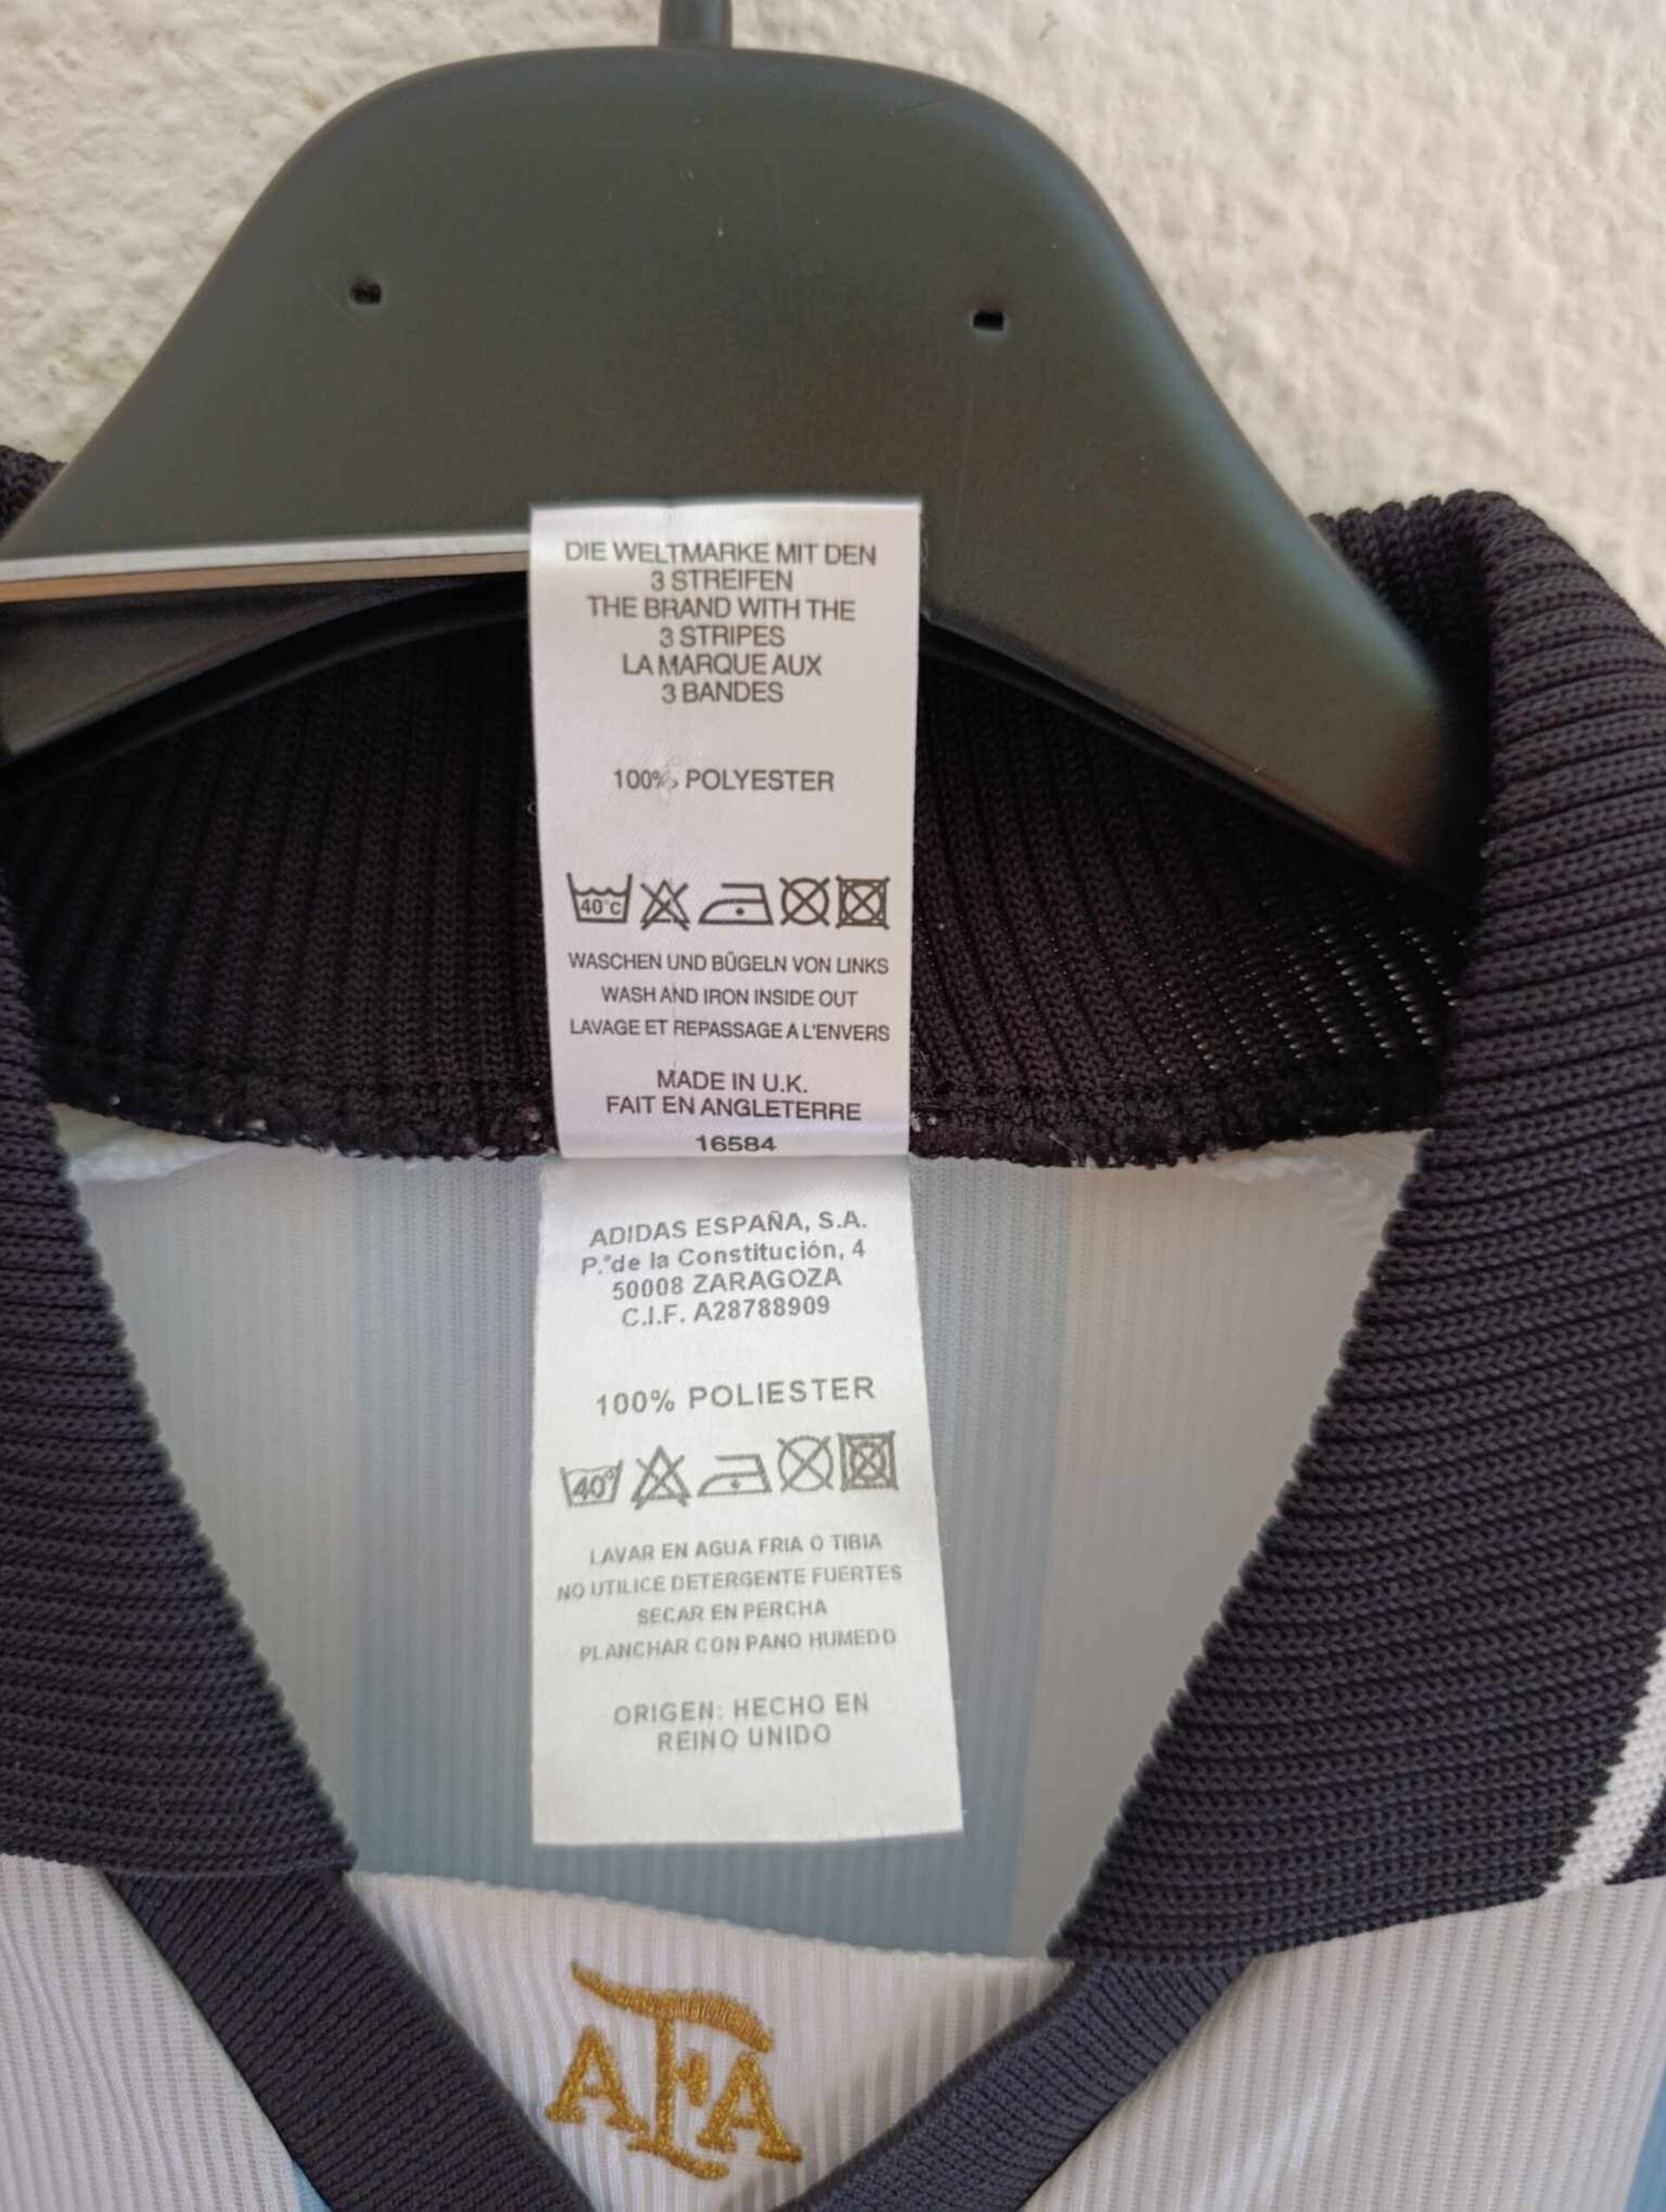 DIE WELTMARKE MIT DEN
3 STREIFEN
THE BRAND WITH THE
3 STRIPES
LA MARQUE AUX
3 BANDES
100% POLYESTER
40°C
WASCHEN UND BÜGELN VON LINKS
WASH AND IRON INSIDE OUT
LAVAGE ET REPASSAGE A L'ENVERS
MADE IN U.K.
FAIT EN ANGLETERRE
16584
ADIDAS ESPAÑA, S.A.
P.º de la Constitución, 4
50008 ZARAGOZA
C.I.F. A28788909
100% POLIESTER
40°
LAVAR EN AGUA FRIA O TIBIA
NO UTILICE DETERGENTE FUERTES
SECAR EN PERCHA
PLANCHAR CON PANO HUMEDO
ORIGEN: HECHO EN
REINO UNIDO
AFA